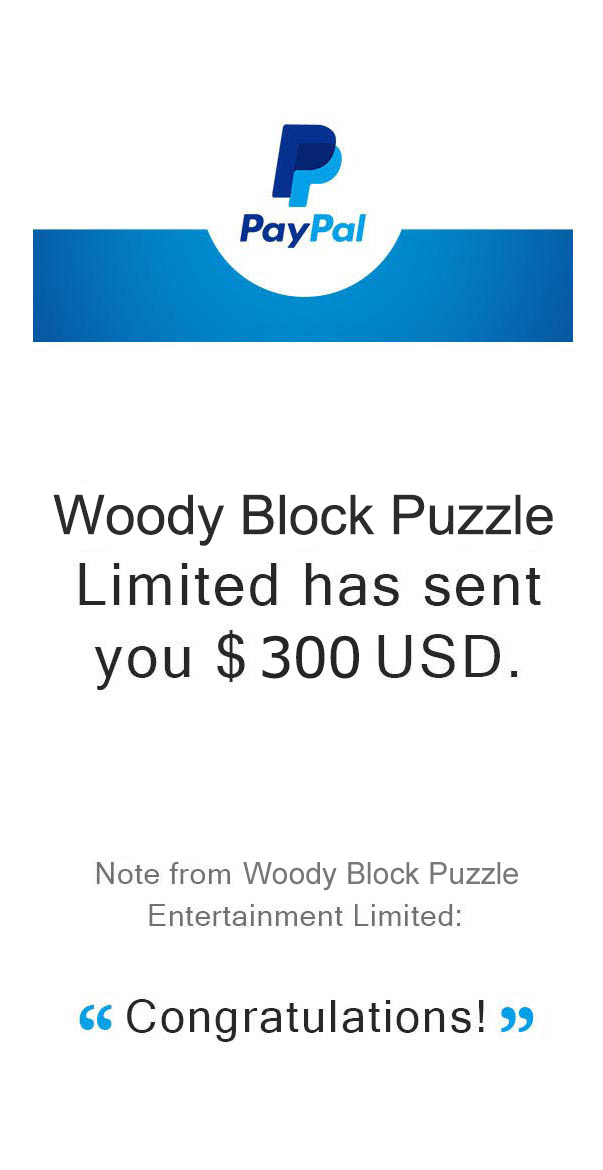 PayPal
Woody Block Puzzle
Limited has sent
you $ 300 USD.
Note from Woody Block Puzzle
Entertainment Limited:
“ Congratulations! ”